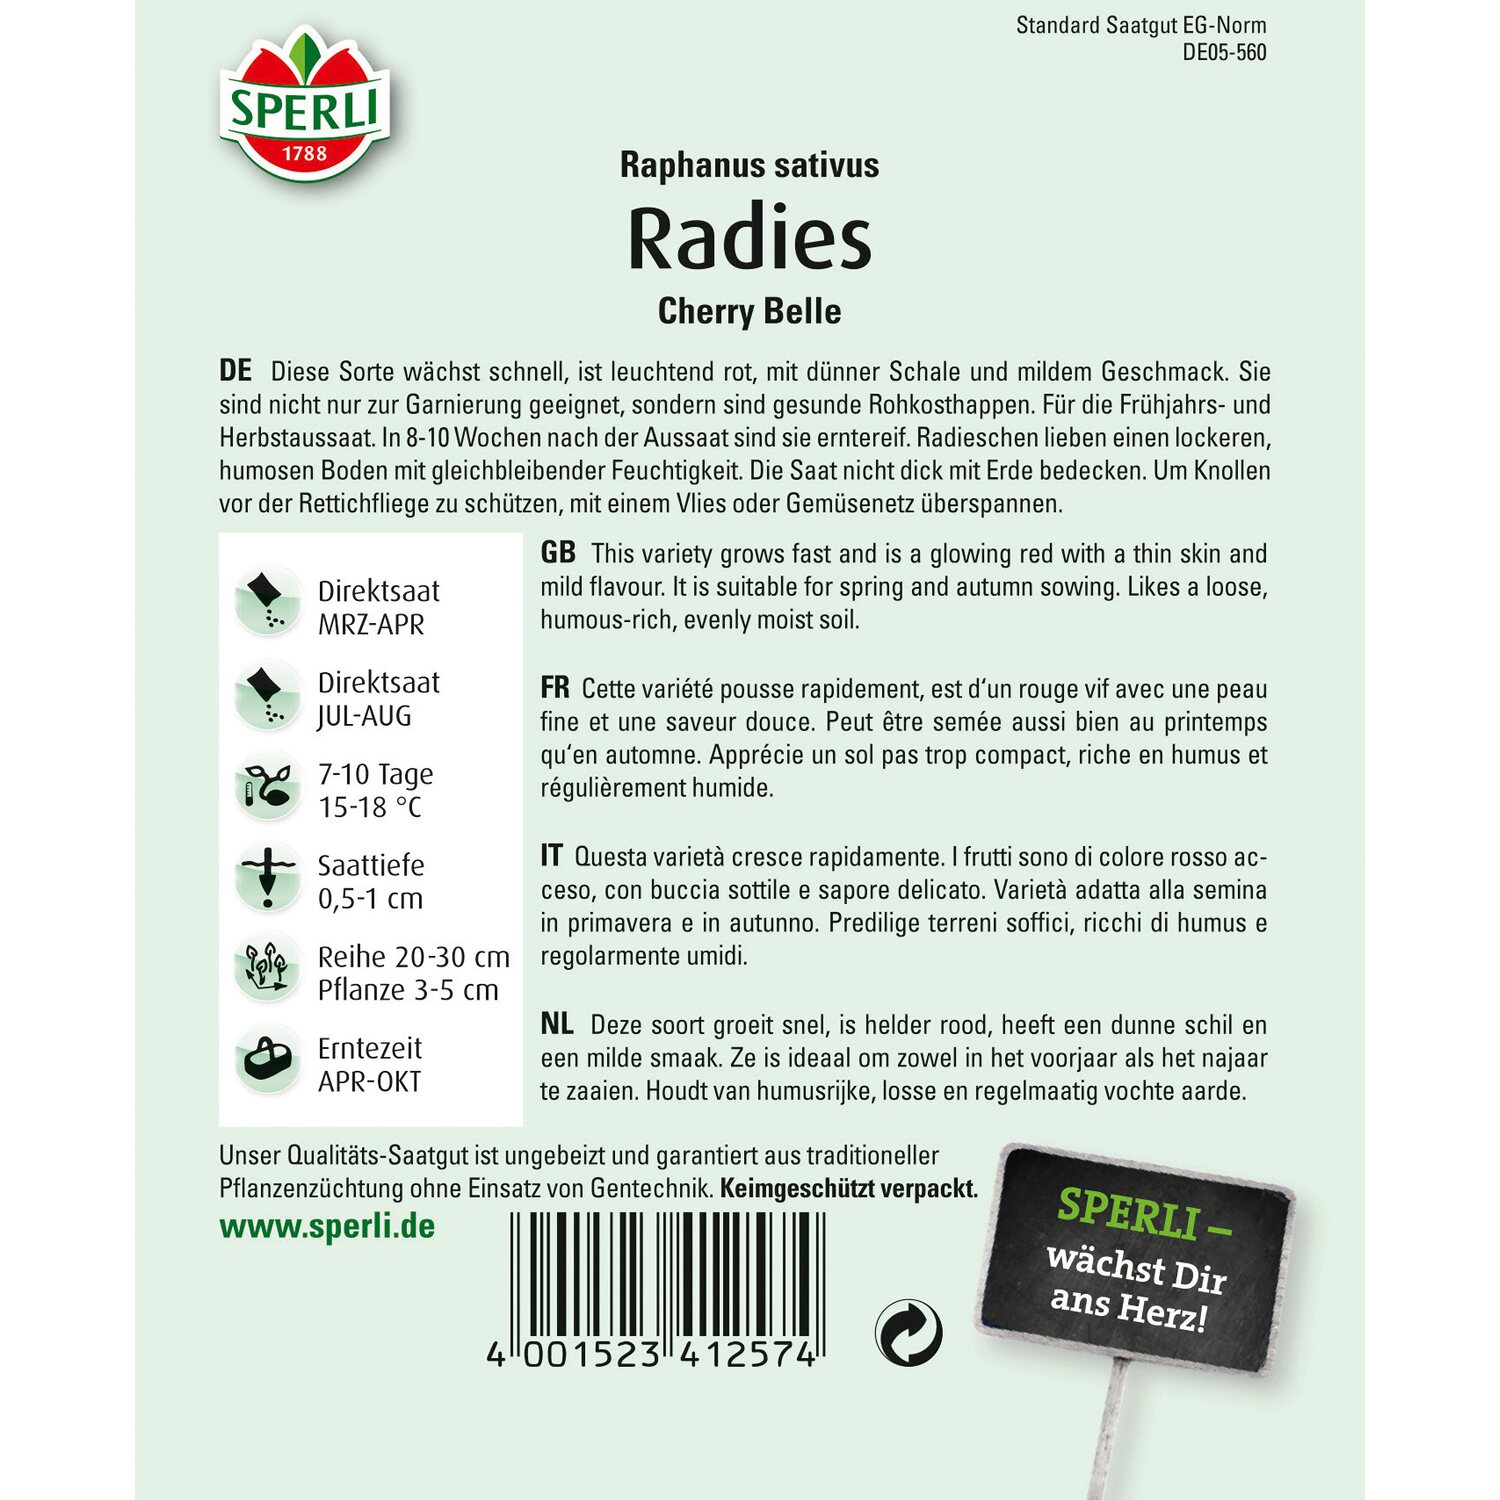 Standard Saatgut EG-Norm
DE05-560
SPERLI
1788
Raphanus sativus
Radies
Cherry Belle
DE Diese Sorte wächst schnell, ist leuchtend rot, mit dünner Schale und mildem Geschmack. Sie
sind nicht nur zur Garnierung geeignet, sondern sind gesunde Rohkosthappen. Für die Frühjahrs- und
Herbstaussaat. In 8-10 Wochen nach der Aussaat sind sie erntereif. Radieschen lieben einen lockeren,
humosen Boden mit gleichbleibender Feuchtigkeit. Die Saat nicht dick mit Erde bedecken. Um Knollen
vor der Rettichfliege zu schützen, mit einem Vlies oder Gemüsenetz überspannen.
Direktsaat
MRZ-APR
Direktsaat
JUL-AUG
7-10 Tage
15-18 °C
Saattiefe
0,5-1 cm
Reihe 20-30 cm
Pflanze 3-5 cm
Erntezeit
APR-OKT
GB This variety grows fast and is a glowing red with a thin skin and
mild flavour. It is suitable for spring and autumn sowing. Likes a loose,
humous-rich, evenly moist soil.
FR Cette variété pousse rapidement, est d‘un rouge vif avec une peau
fine et une saveur douce. Peut être semée aussi bien au printemps
qu‘en automne. Apprécie un sol pas trop compact, riche en humus et
régulièrement humide.
IT Questa varietà cresce rapidamente. I frutti sono di colore rosso ac-
ceso, con buccia sottile e sapore delicato. Varietà adatta alla semina
in primavera e in autunno. Predilige terreni soffici, ricchi di humus e
regolarmente umidi.
NL Deze soort groeit snel, is helder rood, heeft een dunne schil en
een milde smaak. Ze is ideaal om zowel in het voorjaar als het najaar
te zaaien. Houdt van humusrijke, losse en regelmaatig vochte aarde.
Unser Qualitäts-Saatgut ist ungebeizt und garantiert aus traditioneller
Pflanzenzüchtung ohne Einsatz von Gentechnik. Keimgeschützt verpackt.
www.sperli.de
4 001523 412574
SPERLI –
wächst Dir
ans Herz!